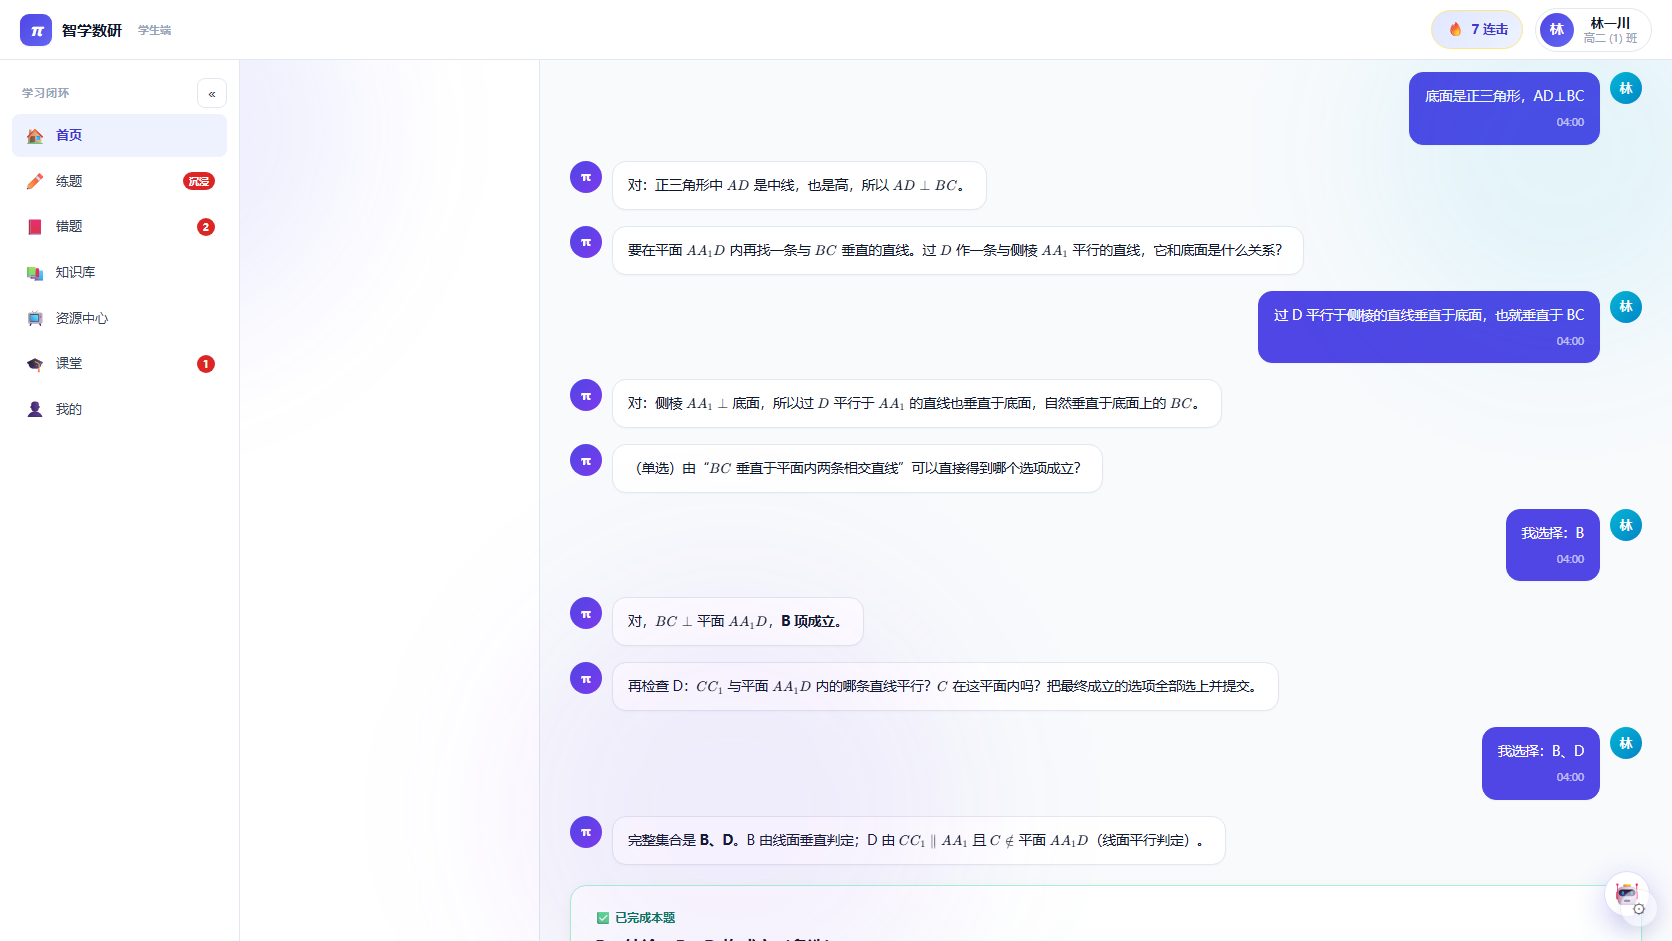 π 智学数研 学生端
7 连击
林 林一川
高二 (1) 班
学习闭环 «
首页
练题 沉浸
错题 2
知识库
资源中心
课堂 1
我的
底面是正三角形，AD⊥BC 林
04:00
π 对：正三角形中 AD 是中线，也是高，所以 AD ⊥ BC。
π 要在平面 AA₁D 内再找一条与 BC 垂直的直线。过 D 作一条与侧棱 AA₁ 平行的直线，它和底面是什么关系？
过 D 平行于侧棱的直线垂直于底面，也就垂直于 BC 林
04:00
π 对：侧棱 AA₁ ⊥ 底面，所以过 D 平行于 AA₁ 的直线也垂直于底面，自然垂直于底面上的 BC。
π （单选）由“BC 垂直于平面内两条相交直线”可以直接得到哪个选项成立？
我选择：B 林
04:00
π 对，BC ⊥ 平面 AA₁D，B 项成立。
π 再检查 D：CC₁ 与平面 AA₁D 内的哪条直线平行？C 在这平面内吗？把最终成立的选项全部选上并提交。
我选择：B、D 林
04:00
π 完整集合是 B、D。B 由线面垂直判定；D 由 CC₁ ∥ AA₁ 且 C ∉ 平面 AA₁D（线面平行判定）。
已完成本题